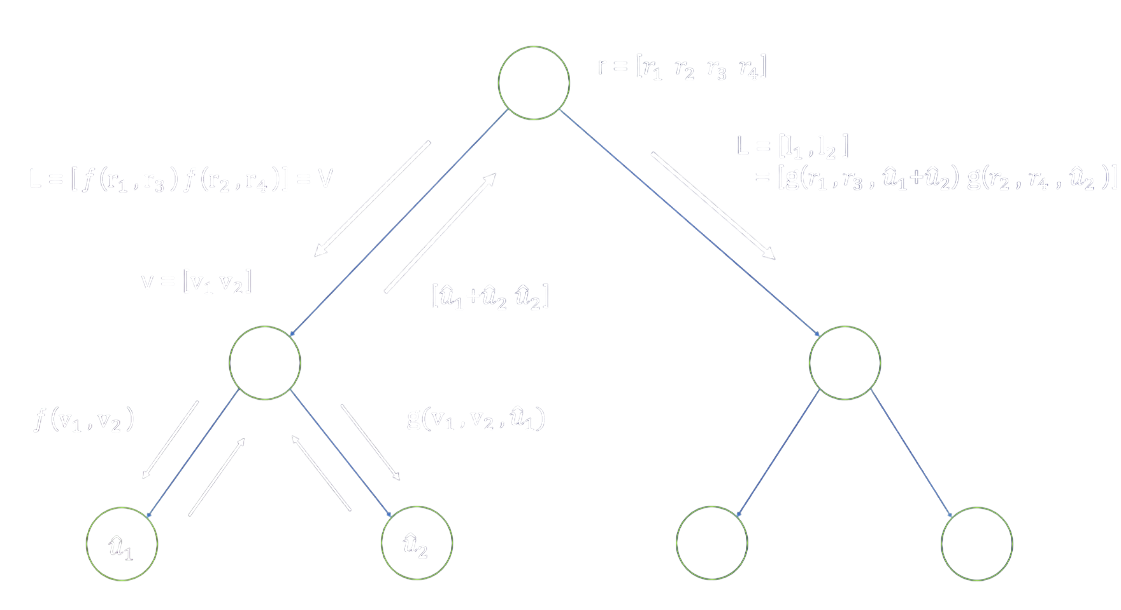 r = [r₁ r₂ r₃ r₄]
L = [l₁ , l₂ ]
= [g(r₁ , r₃ , û₁+û₂) g(r₂ , r₄ , û₂ )]
L = [ f (r₁ , r₃ ) f (r₂ , r₄ )] = V
v = [v₁ v₂]
[û₁ + û₂ û₂]
f (v₁ , v₂ )
g(v₁ , v₂ , û₁)
û₁
û₂